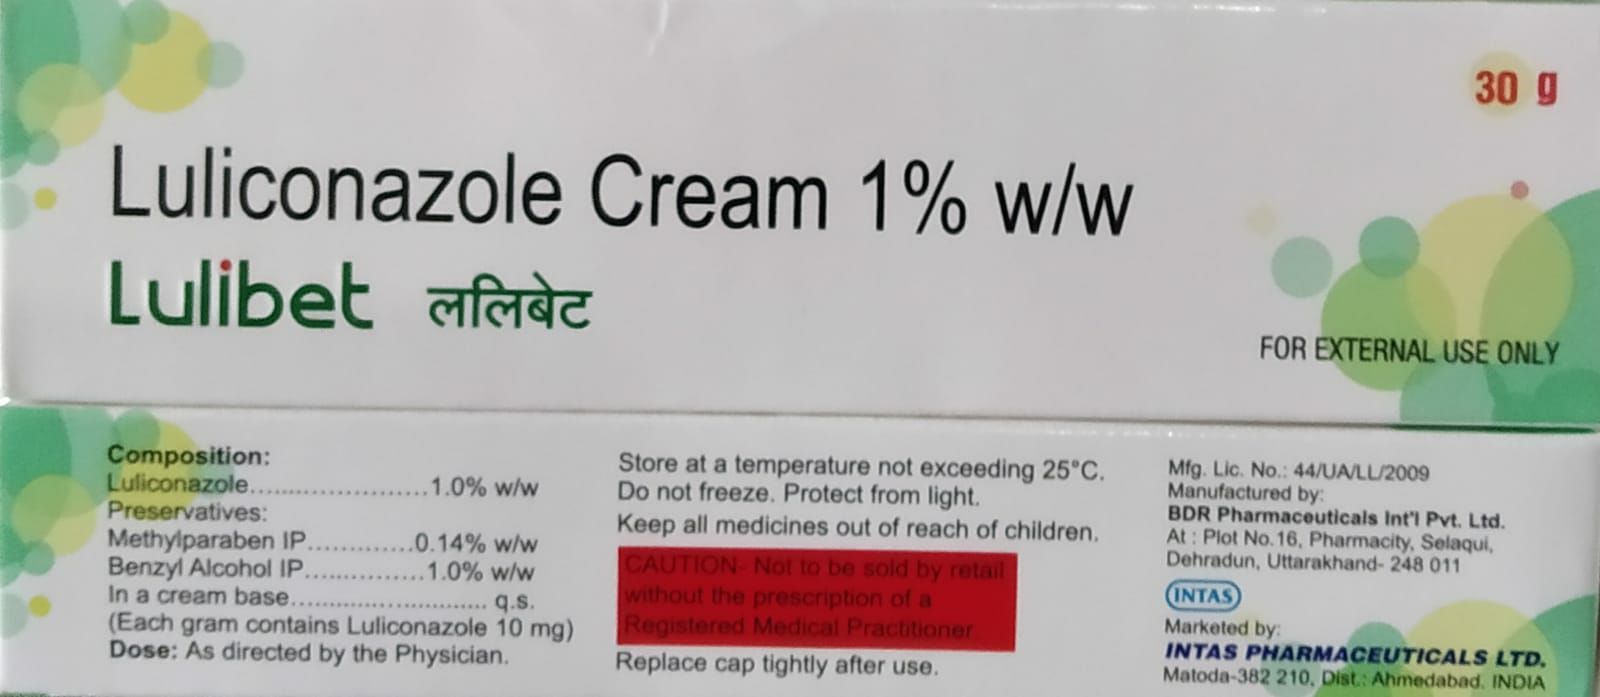 30 g
Luliconazole Cream 1% w/w
Lulibet ललिबेट
FOR EXTERNAL USE ONLY
Composition:
Luliconazole........................1.0% w/w
Preservatives:
Methylparaben IP..............0.14% w/w
Benzyl Alcohol IP................1.0% w/w
In a cream base.......................... q.s.
(Each gram contains Luliconazole 10 mg)
Dose: As directed by the Physician.
Store at a temperature not exceeding 25°C.
Do not freeze. Protect from light.
Keep all medicines out of reach of children.
CAUTION- Not to be sold by retail
without the prescription of a
Registered Medical Practitioner
Replace cap tightly after use.
Mfg. Lic. No.: 44/UA/LL/2009
Manufactured by:
BDR Pharmaceuticals Int'l Pvt. Ltd.
At : Plot No.16, Pharmacity, Selaqui,
Dehradun, Uttarakhand- 248 011
INTAS
Marketed by:
INTAS PHARMACEUTICALS LTD.
Matoda-382 210, Dist.: Ahmedabad. INDIA